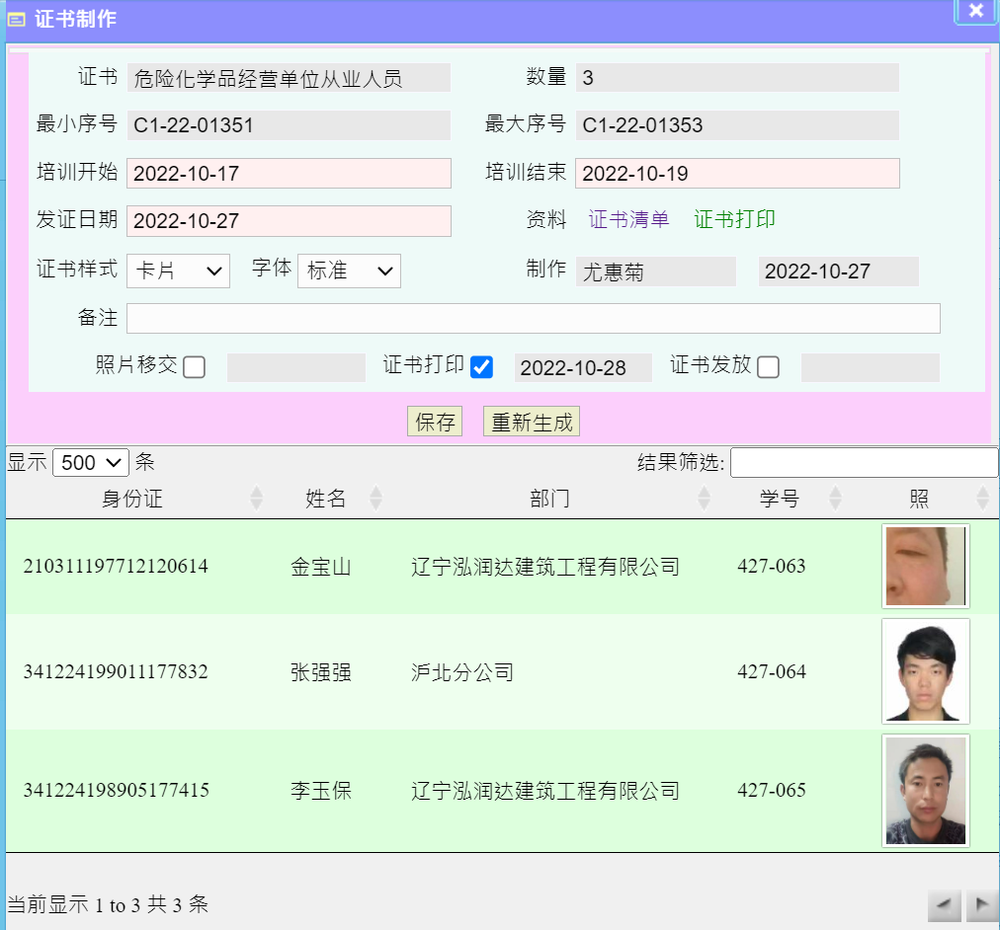 证书制作
证书 危险化学品经营单位从业人员 数量 3
最小序号 C1-22-01351 最大序号 C1-22-01353
培训开始 2022-10-17 培训结束 2022-10-19
发证日期 2022-10-27 资料 证书清单 证书打印
证书样式 卡片 字体 标准 制作 尤惠菊 2022-10-27
备注
照片移交 证书打印 2022-10-28 证书发放
保存 重新生成
显示 500 条 结果筛选:
身份证 姓名 部门 学号 照
210311197712120614 金宝山 辽宁泓润达建筑工程有限公司 427-063
341224199011177832 张强强 沪北分公司 427-064
341224198905177415 李玉保 辽宁泓润达建筑工程有限公司 427-065
当前显示 1 to 3 共 3 条